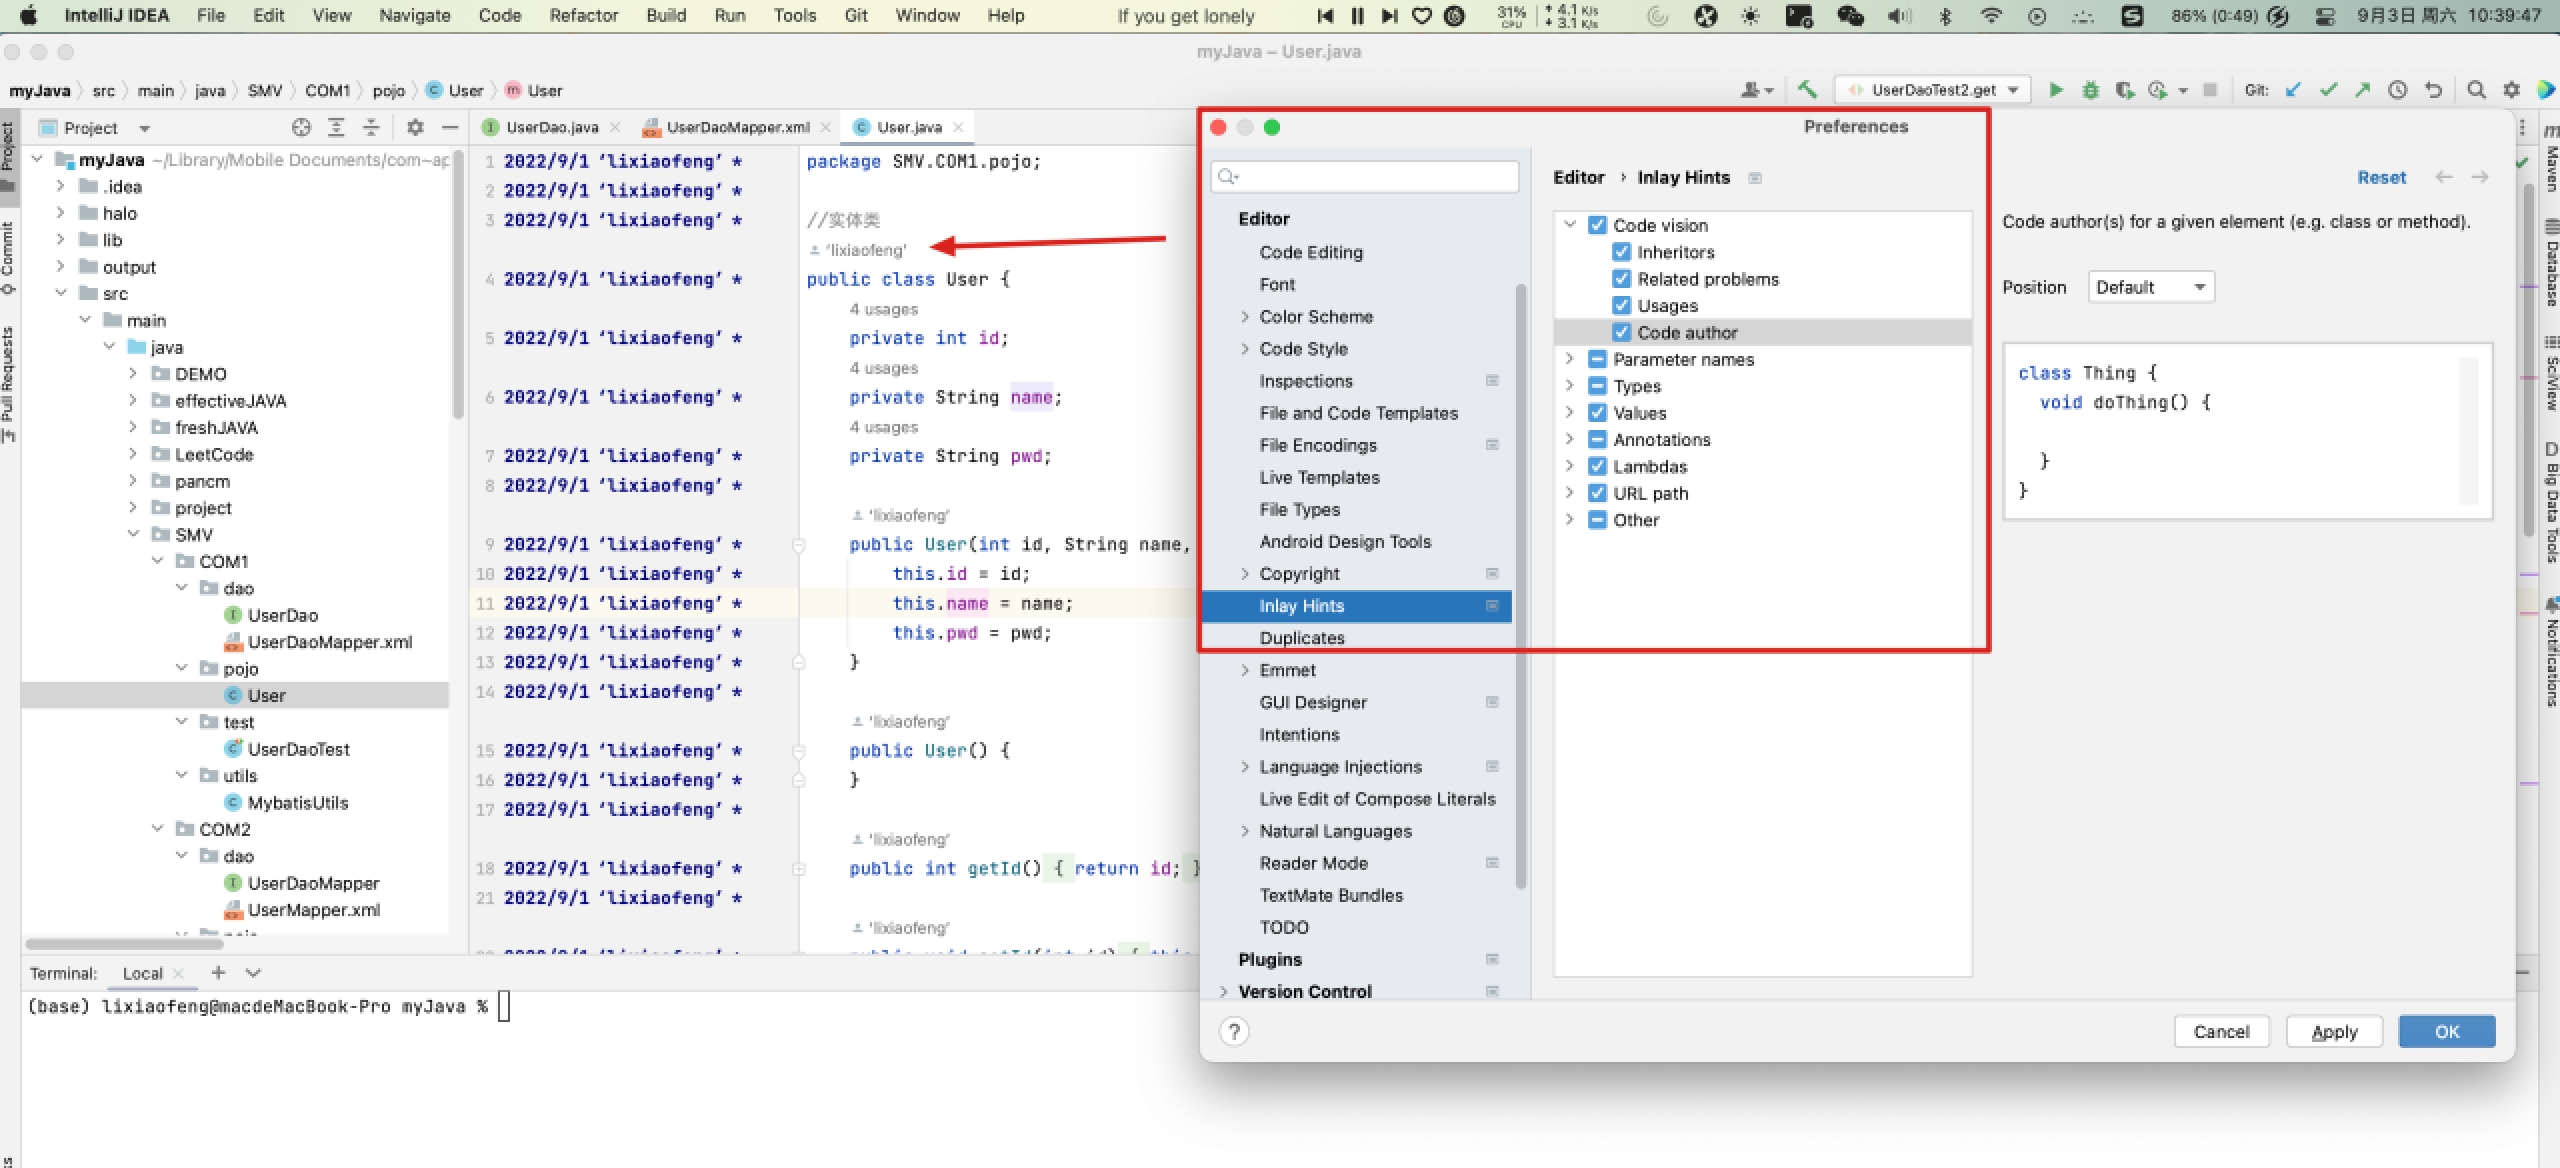 IntelliJ IDEA File Edit View Navigate Code Refactor Build Run Tools Git Window Help If you get lonely 31% CPU 4.1 K/s 3.1 K/s 86% (0:49) 9月3日 周六 10:39:47
myJava – User.java
myJava src main java SMV COM1 pojo User User UserDaoTest2.get Git:
Project UserDao.java UserDaoMapper.xml User.java
myJava ~/Library/Mobile Documents/com~ap
.idea
halo
lib
output
src
main
java
DEMO
effectiveJAVA
freshJAVA
LeetCode
pancm
project
SMV
COM1
dao
UserDao
UserDaoMapper.xml
pojo
User
test
UserDaoTest
utils
MybatisUtils
COM2
dao
UserDaoMapper
UserMapper.xml
Project
Commit
Pull Requests
1 2022/9/1 'lixiaofeng' * package SMV.COM1.pojo;
2 2022/9/1 'lixiaofeng' *
3 2022/9/1 'lixiaofeng' * //实体类
'lixiaofeng'
4 2022/9/1 'lixiaofeng' * public class User {
4 usages
5 2022/9/1 'lixiaofeng' * private int id;
4 usages
6 2022/9/1 'lixiaofeng' * private String name;
4 usages
7 2022/9/1 'lixiaofeng' * private String pwd;
8 2022/9/1 'lixiaofeng' *
'lixiaofeng'
9 2022/9/1 'lixiaofeng' * public User(int id, String name,
10 2022/9/1 'lixiaofeng' * this.id = id;
11 2022/9/1 'lixiaofeng' * this.name = name;
12 2022/9/1 'lixiaofeng' * this.pwd = pwd;
13 2022/9/1 'lixiaofeng' * }
14 2022/9/1 'lixiaofeng' *
'lixiaofeng'
15 2022/9/1 'lixiaofeng' * public User() {
16 2022/9/1 'lixiaofeng' * }
17 2022/9/1 'lixiaofeng' *
'lixiaofeng'
18 2022/9/1 'lixiaofeng' * public int getId() { return id; }
21 2022/9/1 'lixiaofeng' *
'lixiaofeng'
Preferences
Editor
Code Editing
Font
Color Scheme
Code Style
Inspections
File and Code Templates
File Encodings
Live Templates
File Types
Android Design Tools
Copyright
Inlay Hints
Duplicates
Emmet
GUI Designer
Intentions
Language Injections
Live Edit of Compose Literals
Natural Languages
Reader Mode
TextMate Bundles
TODO
Plugins
Version Control
Editor › Inlay Hints Reset
Code vision
Inheritors
Related problems
Usages
Code author
Parameter names
Types
Values
Annotations
Lambdas
URL path
Other
Code author(s) for a given element (e.g. class or method).
Position Default
class Thing {
void doThing() {
}
}
? Cancel Apply OK
Maven
Database
SciView
D Big Data Tools
Notifications
Terminal: Local
(base) lixiaofeng@macdeMacBook-Pro myJava %